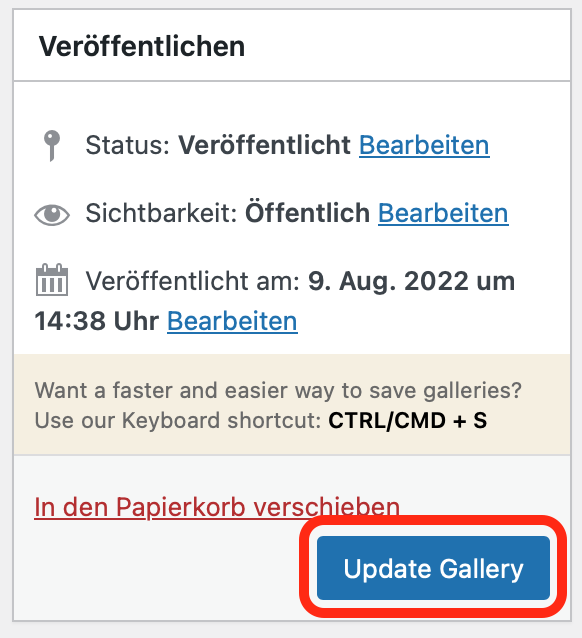 Veröffentlichen
Status: Veröffentlicht Bearbeiten
Sichtbarkeit: Öffentlich Bearbeiten
Veröffentlicht am: 9. Aug. 2022 um
14:38 Uhr Bearbeiten
Want a faster and easier way to save galleries?
Use our Keyboard shortcut: CTRL/CMD + S
In den Papierkorb verschieben
Update Gallery